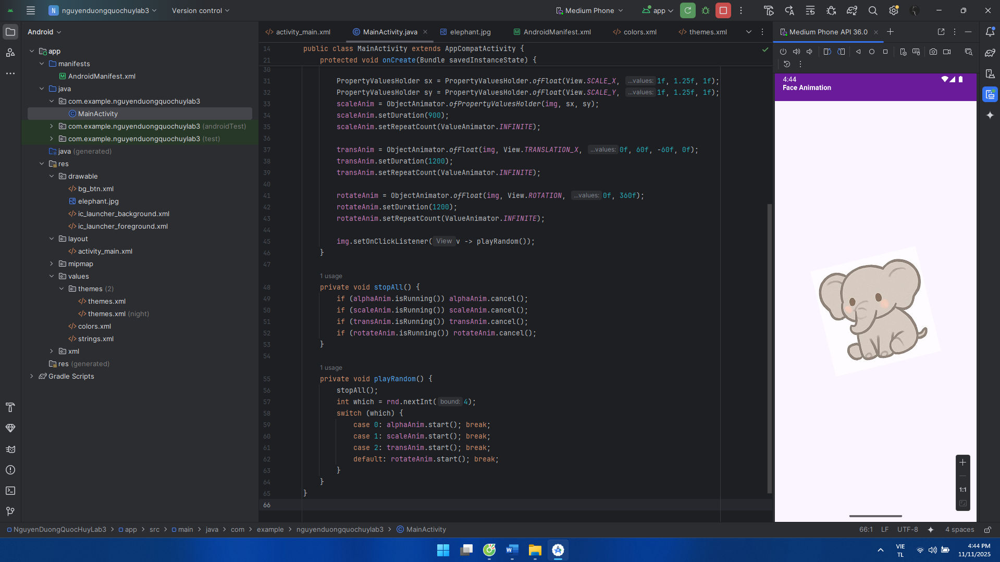 N nguyenduongquochuylab3 Version control Medium Phone app
Android
app
manifests
AndroidManifest.xml
java
com.example.nguyenduongquochuylab3
MainActivity
com.example.nguyenduongquochuylab3 (androidTest)
com.example.nguyenduongquochuylab3 (test)
java (generated)
res
drawable
bg_btn.xml
elephant.jpg
ic_launcher_background.xml
ic_launcher_foreground.xml
layout
activity_main.xml
mipmap
values
themes (2)
themes.xml
themes.xml (night)
colors.xml
strings.xml
xml
res (generated)
Gradle Scripts
activity_main.xml MainActivity.java elephant.jpg AndroidManifest.xml colors.xml themes.xml
14 public class MainActivity extends AppCompatActivity {
21 protected void onCreate(Bundle savedInstanceState) {
30
31 PropertyValuesHolder sx = PropertyValuesHolder.ofFloat(View.SCALE_X, ...values: 1f, 1.25f, 1f);
32 PropertyValuesHolder sy = PropertyValuesHolder.ofFloat(View.SCALE_Y, ...values: 1f, 1.25f, 1f);
33 scaleAnim = ObjectAnimator.ofPropertyValuesHolder(img, sx, sy);
34 scaleAnim.setDuration(900);
35 scaleAnim.setRepeatCount(ValueAnimator.INFINITE);
36
37 transAnim = ObjectAnimator.ofFloat(img, View.TRANSLATION_X, ...values: 0f, 60f, -60f, 0f);
38 transAnim.setDuration(1200);
39 transAnim.setRepeatCount(ValueAnimator.INFINITE);
40
41 rotateAnim = ObjectAnimator.ofFloat(img, View.ROTATION, ...values: 0f, 360f);
42 rotateAnim.setDuration(1200);
43 rotateAnim.setRepeatCount(ValueAnimator.INFINITE);
44
45 img.setOnClickListener( View v -> playRandom());
46 }
47
1 usage
48 private void stopAll() {
49 if (alphaAnim.isRunning()) alphaAnim.cancel();
50 if (scaleAnim.isRunning()) scaleAnim.cancel();
51 if (transAnim.isRunning()) transAnim.cancel();
52 if (rotateAnim.isRunning()) rotateAnim.cancel();
53 }
54
1 usage
55 private void playRandom() {
56 stopAll();
57 int which = rnd.nextInt( bound: 4);
58 switch (which) {
59 case 0: alphaAnim.start(); break;
60 case 1: scaleAnim.start(); break;
61 case 2: transAnim.start(); break;
62 default: rotateAnim.start(); break;
63 }
64 }
65 }
66
Medium Phone API 36.0
4:44
Face Animation
1:1
NguyenDuongQuocHuyLab3 > app > src > main > java > com > example > nguyenduongquochuylab3 > MainActivity
66:1 LF UTF-8 4 spaces
VIE
TL
4:44 PM
11/11/2025